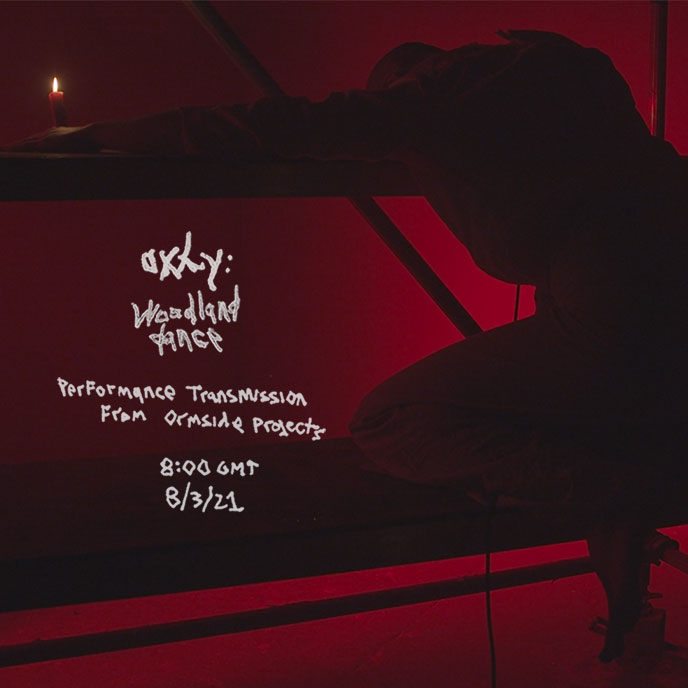 oxhy:
Woodland
dance
Performance Transmission
From Ormside Projects
8:00 GMT
8/3/21